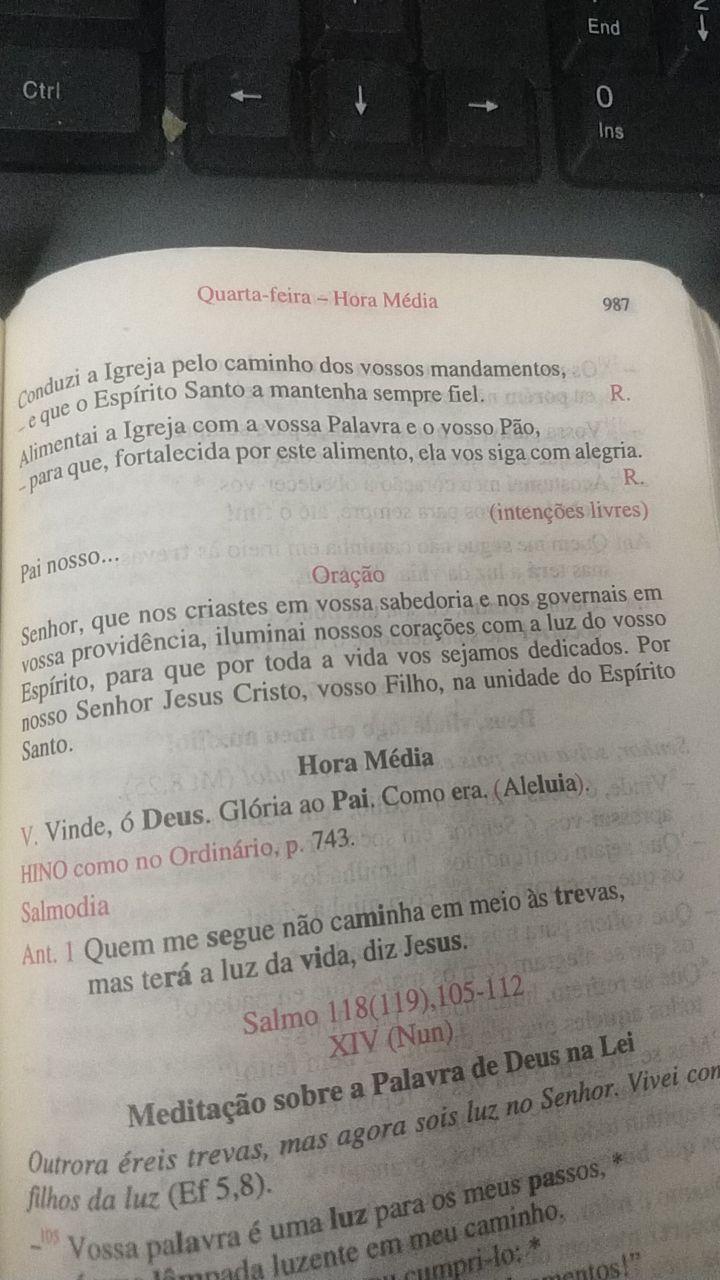 End
Ctrl
←
↓
→
0
Ins
2
↓
Quarta-feira – Hora Média
987
Conduzi a Igreja pelo caminho dos vossos mandamentos,
– e que o Espírito Santo a mantenha sempre fiel. R.
Alimentai a Igreja com a vossa Palavra e o vosso Pão,
– para que, fortalecida por este alimento, ela vos siga com alegria.
R.
(intenções livres)
Pai nosso...
Oração
Senhor, que nos criastes em vossa sabedoria e nos governais em
vossa providência, iluminai nossos corações com a luz do vosso
Espírito, para que por toda a vida vos sejamos dedicados. Por
nosso Senhor Jesus Cristo, vosso Filho, na unidade do Espírito
Santo.
Hora Média
V. Vinde, ó Deus. Glória ao Pai. Como era. (Aleluia).
HINO como no Ordinário, p. 743.
Salmodia
Ant. 1 Quem me segue não caminha em meio às trevas,
mas terá a luz da vida, diz Jesus.
Salmo 118(119),105-112
XIV (Nun)
Meditação sobre a Palavra de Deus na Lei
Outrora éreis trevas, mas agora sois luz no Senhor. Vivei
filhos da luz (Ef 5,8).
–105 Vossa palavra é uma luz para os meus passos, *
lâmpada luzente em meu caminho.
cumpri-lo: *